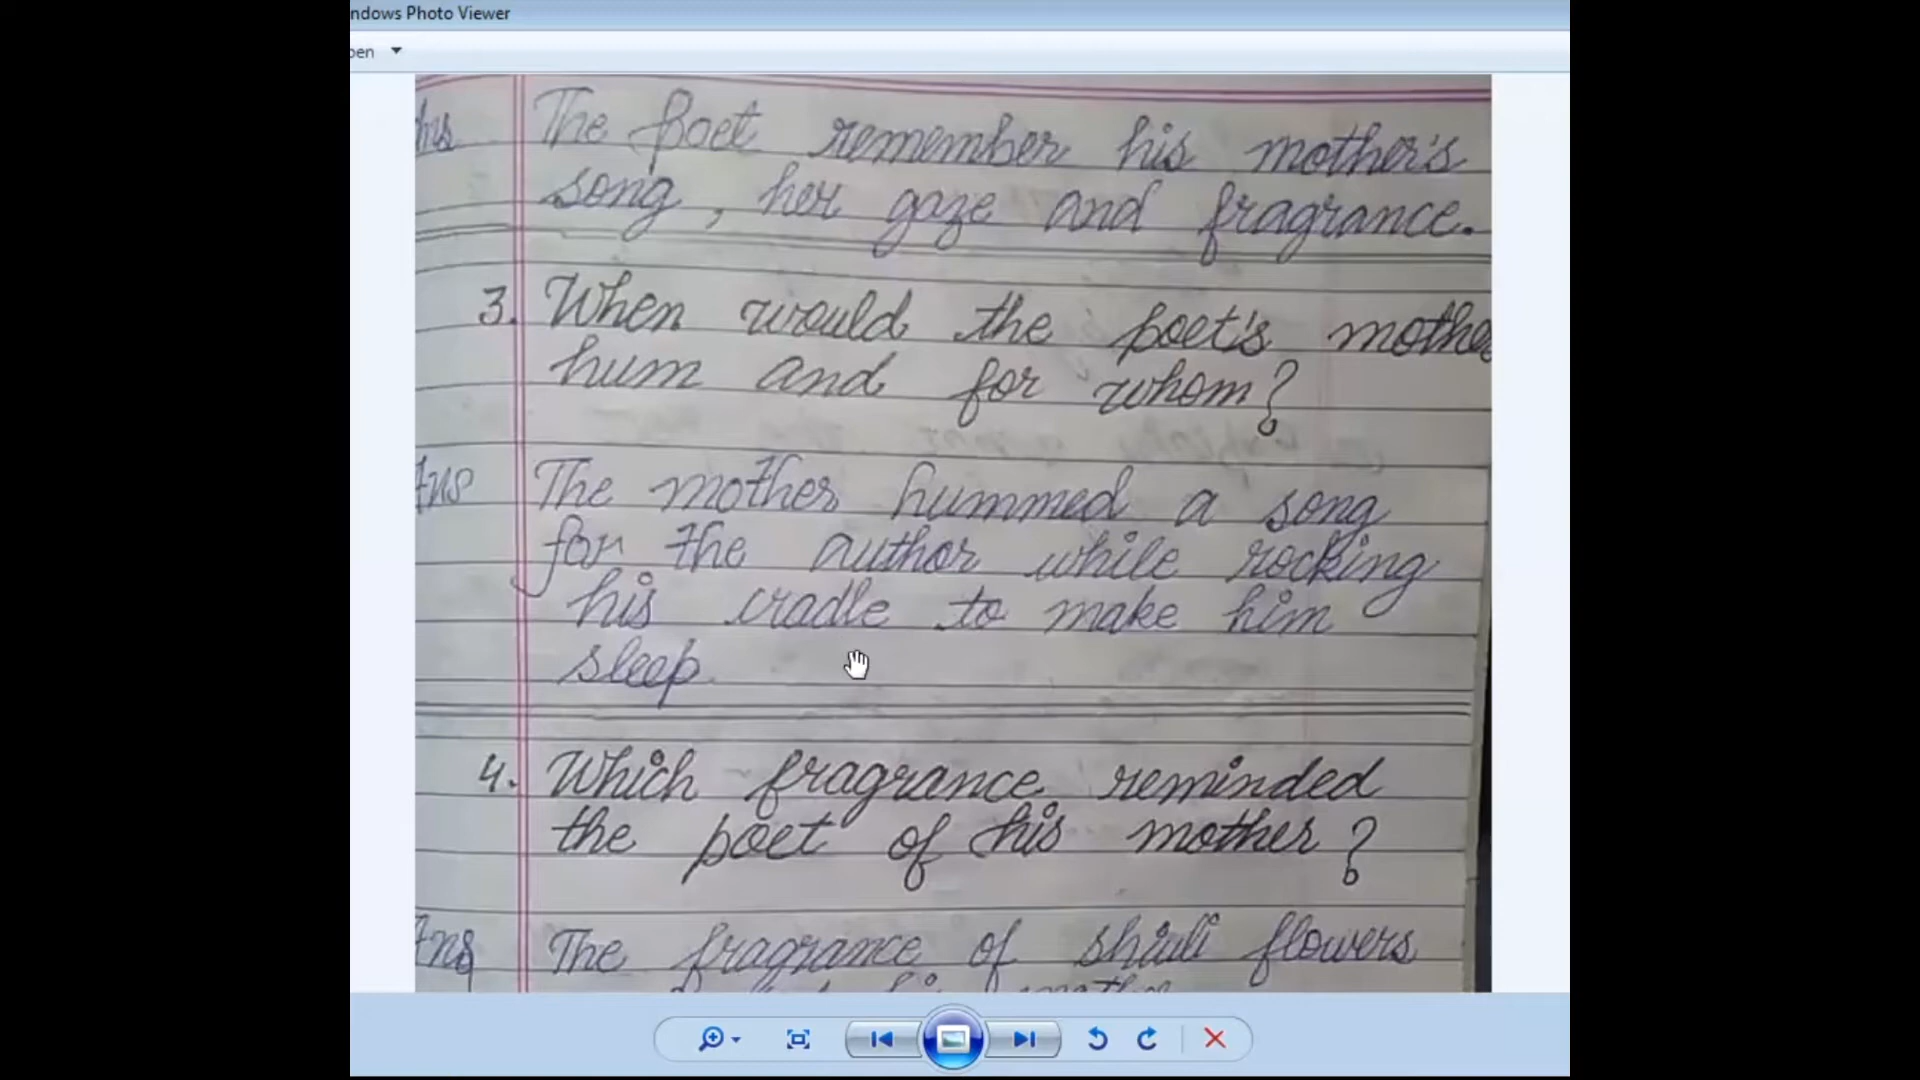 ndows Photo Viewer
pen
Ans The Poet remember his mother's
song, her gaze and fragrance.
3. When would the poet's mothe
hum and for whom?
Ans The mother hummed a song
for the author while rocking
his cradle to make him
sleep.
4. Which fragrance reminded
the poet of his mother?
Ans The fragrance of shiuli flowers
his mother